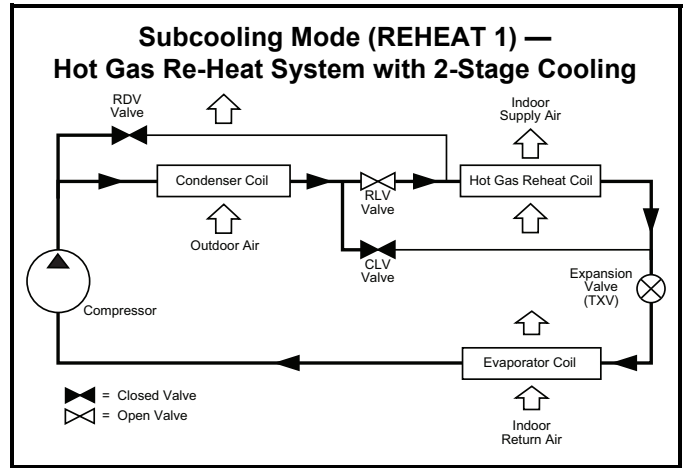 Subcooling Mode (REHEAT 1) —
Hot Gas Re-Heat System with 2-Stage Cooling
RDV
Valve
Indoor
Supply Air
Condenser Coil
RLV
Valve
Hot Gas Reheat Coil
Outdoor Air
CLV
Valve
Expansion
Valve
(TXV)
Compressor
Evaporator Coil
= Closed Valve
= Open Valve
Indoor
Return Air